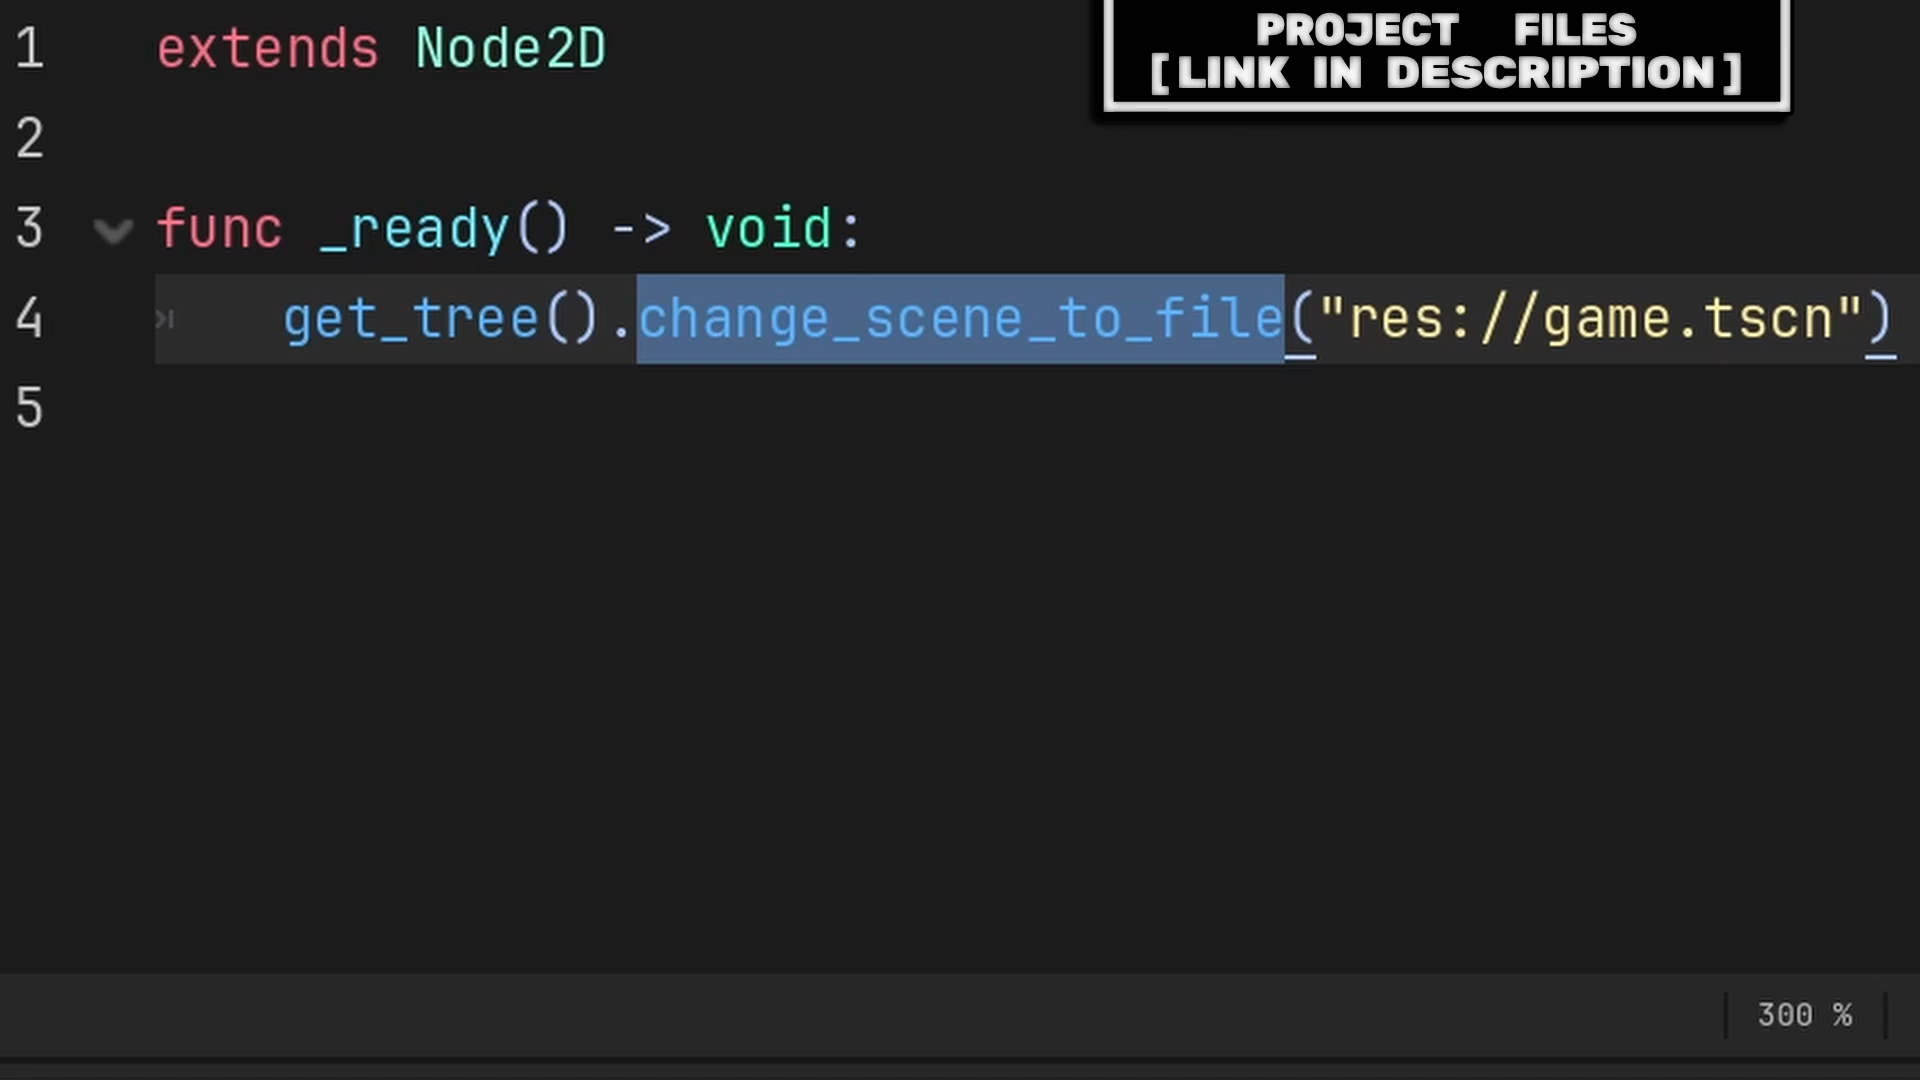 PROJECT FILES
[LINK IN DESCRIPTION]
1 extends Node2D
2
3 func _ready() -> void:
4 get_tree().change_scene_to_file("res://game.tscn")
5
300 %